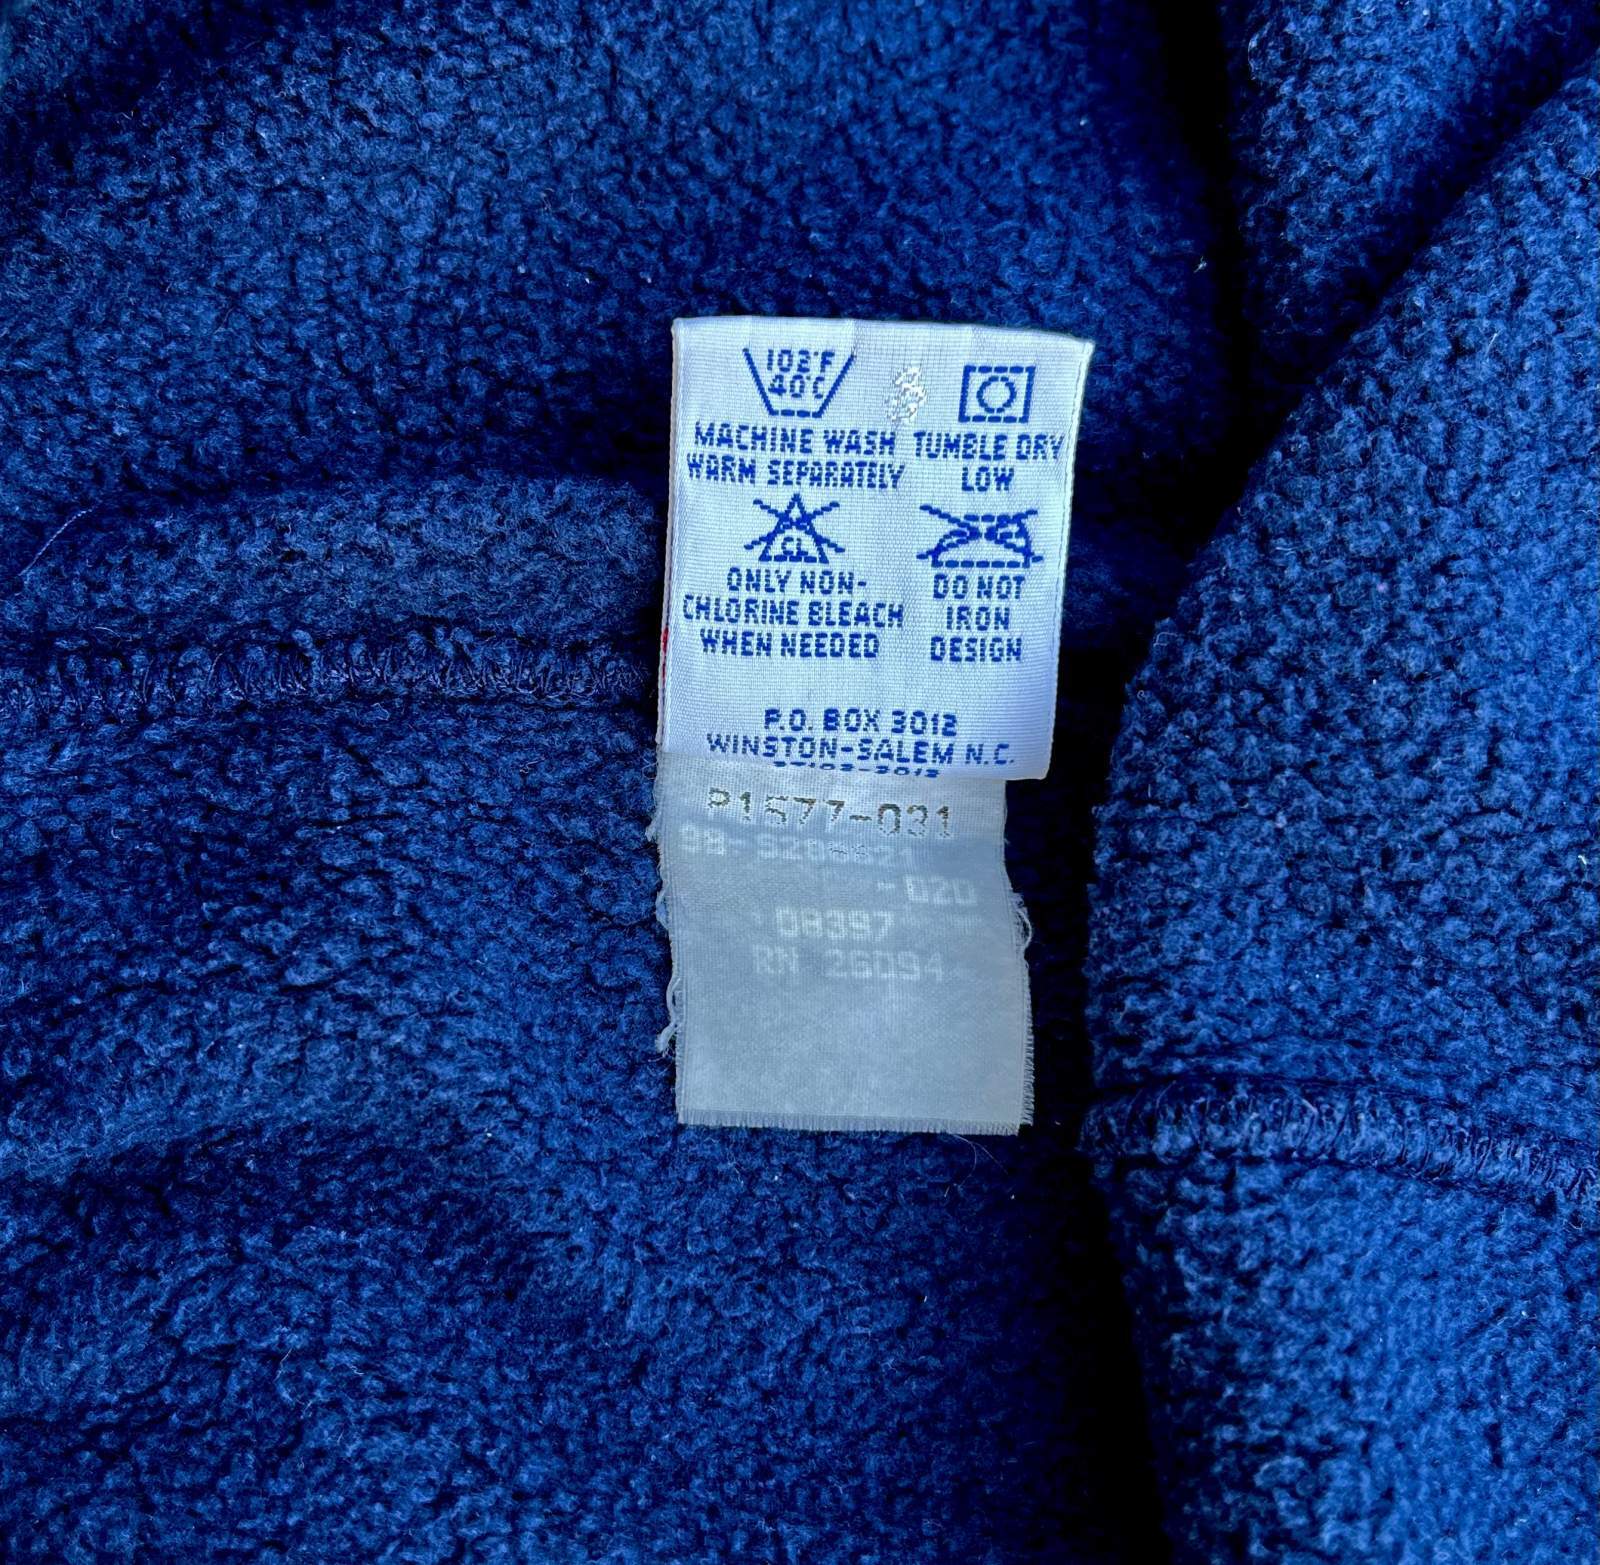 102°F
40°C
MACHINE WASH
WARM SEPARATELY
TUMBLE DRY
LOW
CL
ONLY NON-
CHLORINE BLEACH
WHEN NEEDED
DO NOT
IRON
DESIGN
P.O. BOX 3012
WINSTON-SALEM N.C.
P1577-031
-020
08397
RN 26094